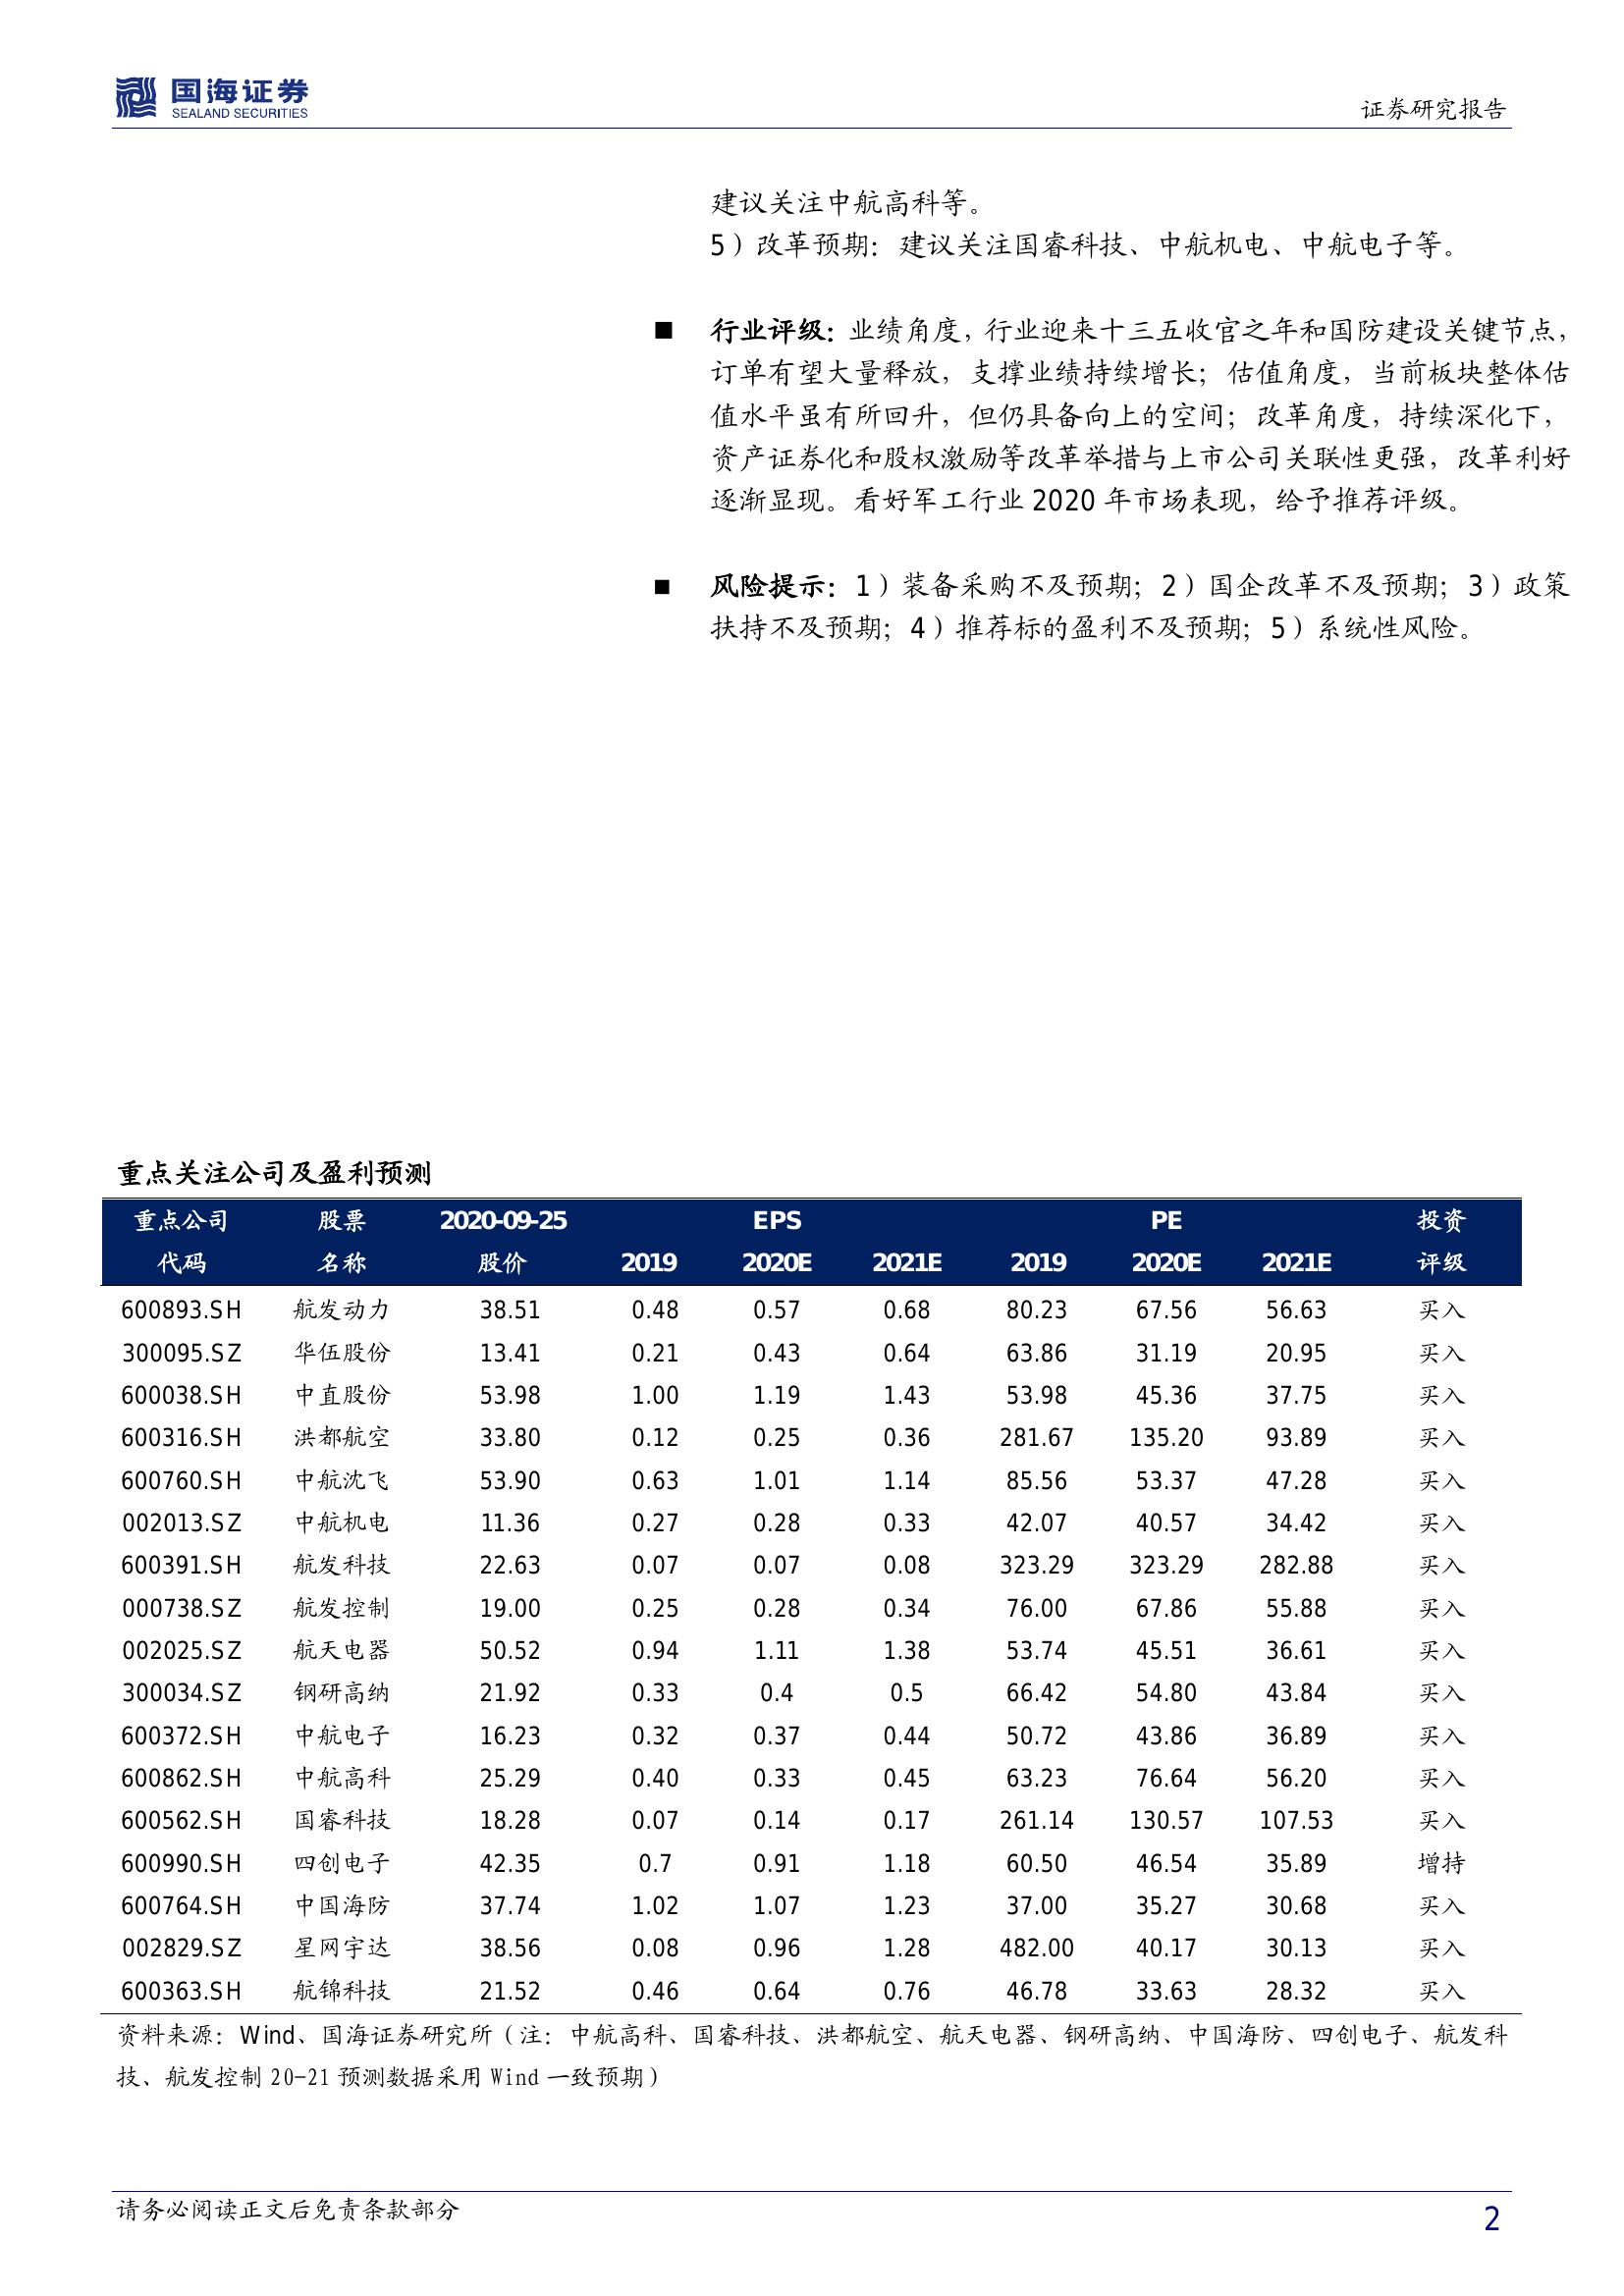 国海证券
SEALAND SECURITIES
证券研究报告
建议关注中航高科等。
5）改革预期：建议关注国睿科技、中航机电、中航电子等。
■ 行业评级：业绩角度，行业迎来十三五收官之年和国防建设关键节点，
订单有望大量释放，支撑业绩持续增长；估值角度，当前板块整体估
值水平虽有所回升，但仍具备向上的空间；改革角度，持续深化下，
资产证券化和股权激励等改革举措与上市公司关联性更强，改革利好
逐渐显现。看好军工行业 2020 年市场表现，给予推荐评级。
■ 风险提示：1）装备采购不及预期；2）国企改革不及预期；3）政策
扶持不及预期；4）推荐标的盈利不及预期；5）系统性风险。
重点关注公司及盈利预测
重点公司 股票 2020-09-25 EPS PE 投资
代码 名称 股价 2019 2020E 2021E 2019 2020E 2021E 评级
600893.SH 航发动力 38.51 0.48 0.57 0.68 80.23 67.56 56.63 买入
300095.SZ 华伍股份 13.41 0.21 0.43 0.64 63.86 31.19 20.95 买入
600038.SH 中直股份 53.98 1.00 1.19 1.43 53.98 45.36 37.75 买入
600316.SH 洪都航空 33.80 0.12 0.25 0.36 281.67 135.20 93.89 买入
600760.SH 中航沈飞 53.90 0.63 1.01 1.14 85.56 53.37 47.28 买入
002013.SZ 中航机电 11.36 0.27 0.28 0.33 42.07 40.57 34.42 买入
600391.SH 航发科技 22.63 0.07 0.07 0.08 323.29 323.29 282.88 买入
000738.SZ 航发控制 19.00 0.25 0.28 0.34 76.00 67.86 55.88 买入
002025.SZ 航天电器 50.52 0.94 1.11 1.38 53.74 45.51 36.61 买入
300034.SZ 钢研高纳 21.92 0.33 0.4 0.5 66.42 54.80 43.84 买入
600372.SH 中航电子 16.23 0.32 0.37 0.44 50.72 43.86 36.89 买入
600862.SH 中航高科 25.29 0.40 0.33 0.45 63.23 76.64 56.20 买入
600562.SH 国睿科技 18.28 0.07 0.14 0.17 261.14 130.57 107.53 买入
600990.SH 四创电子 42.35 0.7 0.91 1.18 60.50 46.54 35.89 增持
600764.SH 中国海防 37.74 1.02 1.07 1.23 37.00 35.27 30.68 买入
002829.SZ 星网宇达 38.56 0.08 0.96 1.28 482.00 40.17 30.13 买入
600363.SH 航锦科技 21.52 0.46 0.64 0.76 46.78 33.63 28.32 买入
资料来源：Wind、国海证券研究所（注：中航高科、国睿科技、洪都航空、航天电器、钢研高纳、中国海防、四创电子、航发科
技、航发控制 20-21 预测数据采用 Wind 一致预期）
请务必阅读正文后免责条款部分
2